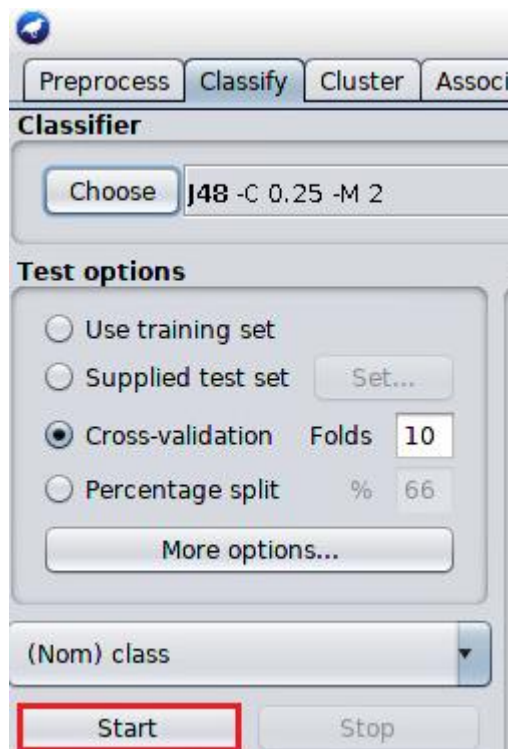 Preprocess Classify Cluster Associ
Classifier
Choose J48 -C 0.25 -M 2
Test options
Use training set
Supplied test set Set...
Cross-validation Folds 10
Percentage split % 66
More options...
(Nom) class
Start Stop